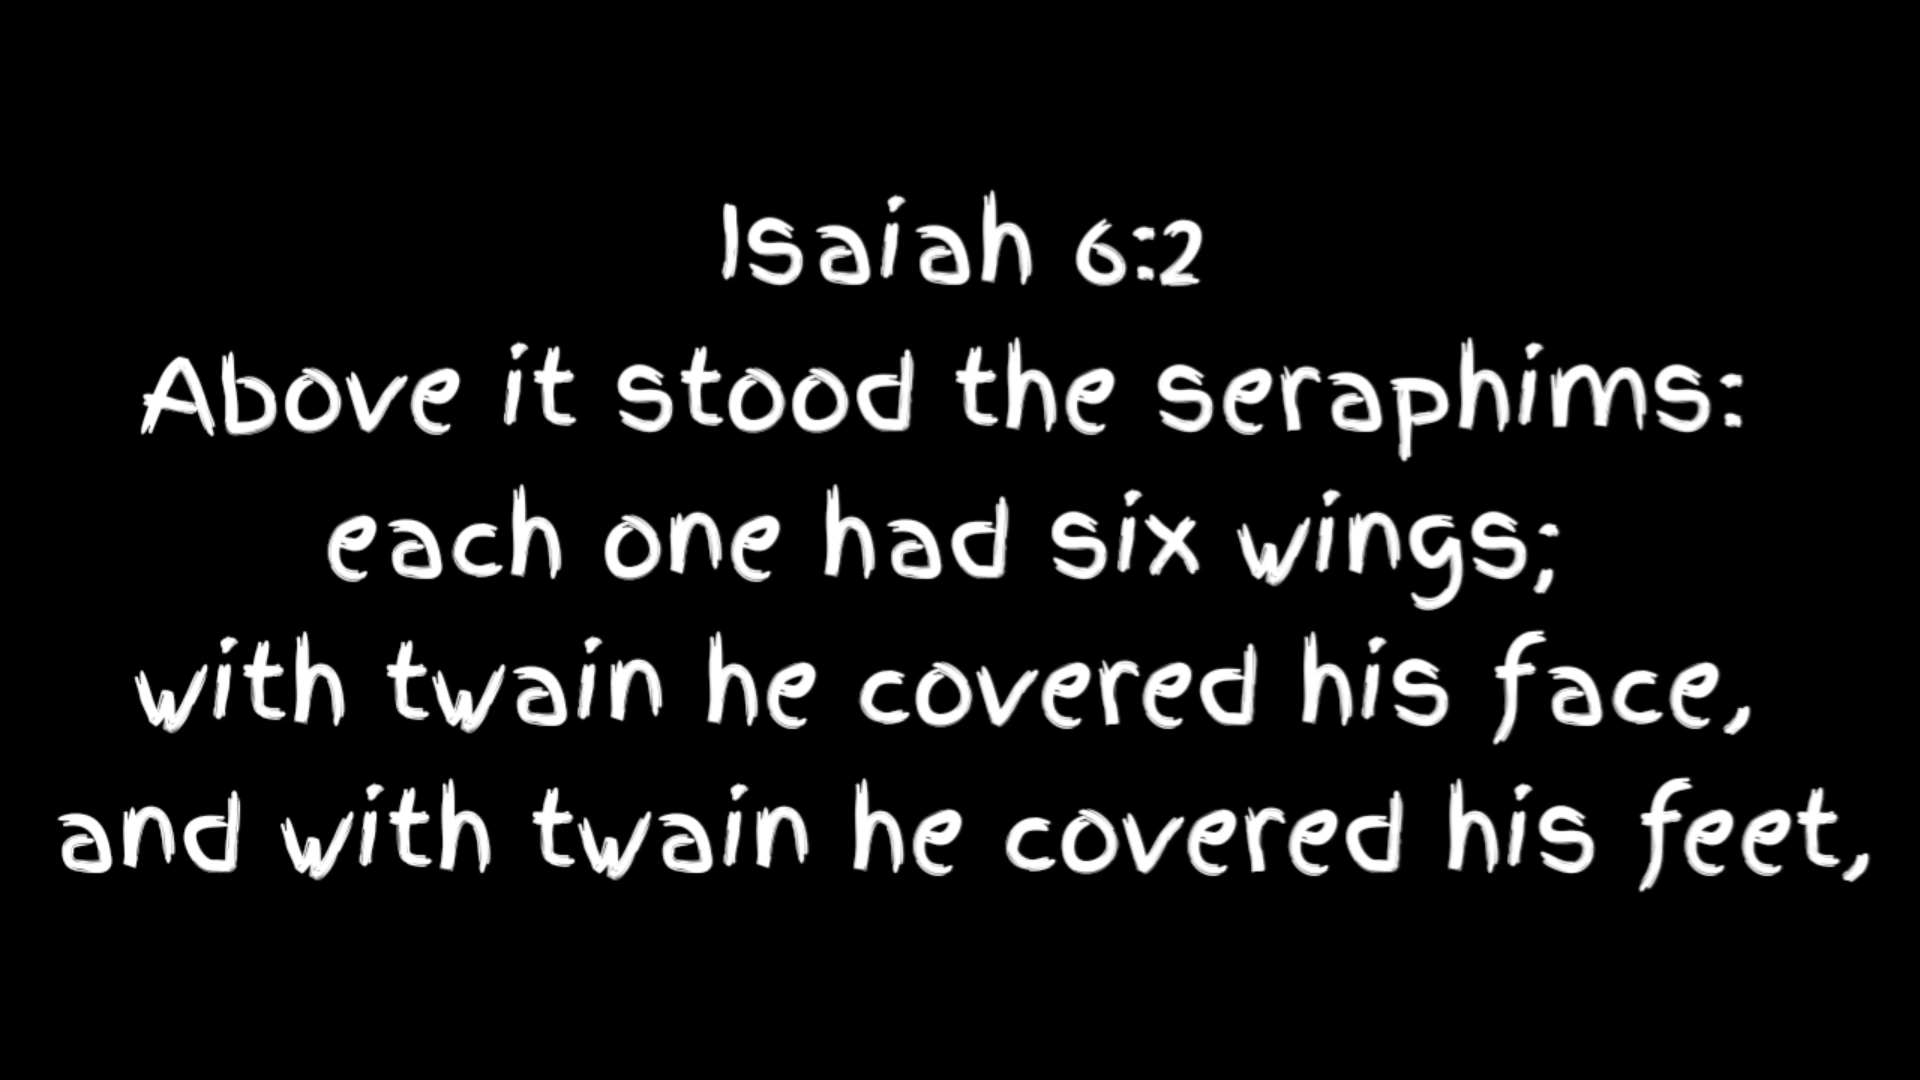 Isaiah 6:2
Above it stood the seraphims:
each one had six wings;
with twain he covered his face,
and with twain he covered his feet,